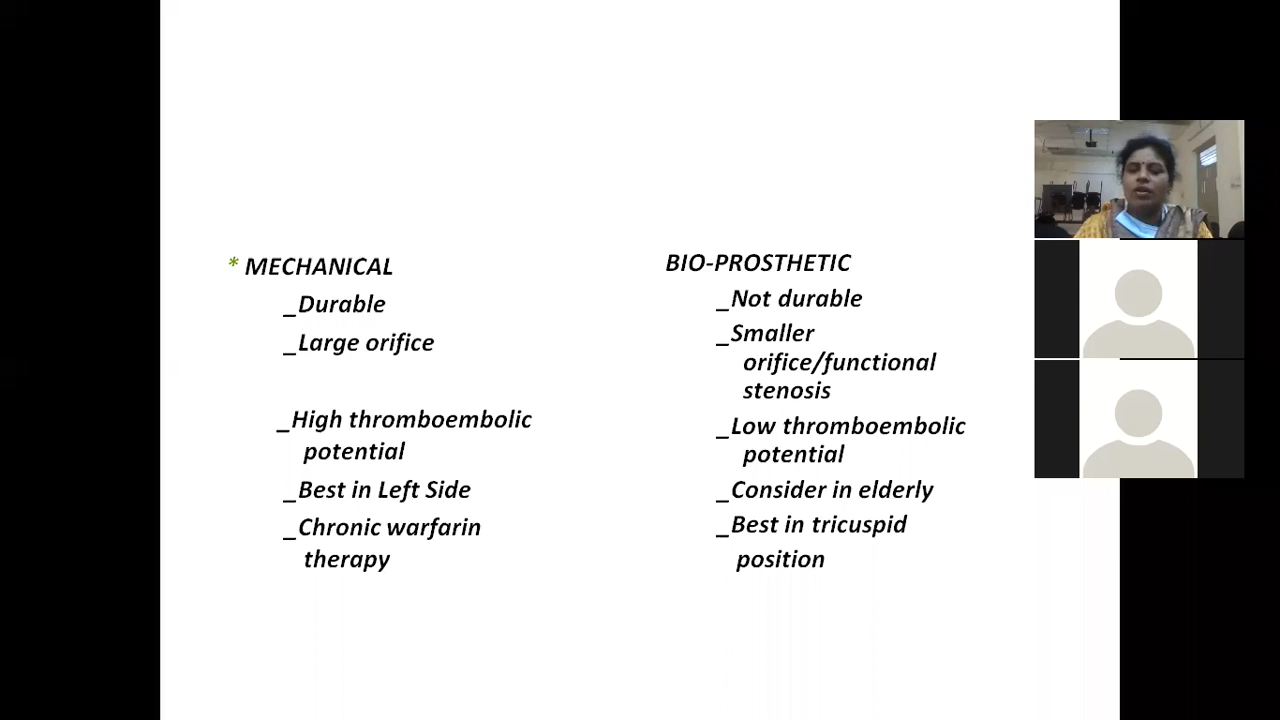 * MECHANICAL
_Durable
_Large orifice
_High thromboembolic
potential
_Best in Left Side
_Chronic warfarin
therapy
BIO-PROSTHETIC
_Not durable
_Smaller
orifice/functional
stenosis
_Low thromboembolic
potential
_Consider in elderly
_Best in tricuspid
position